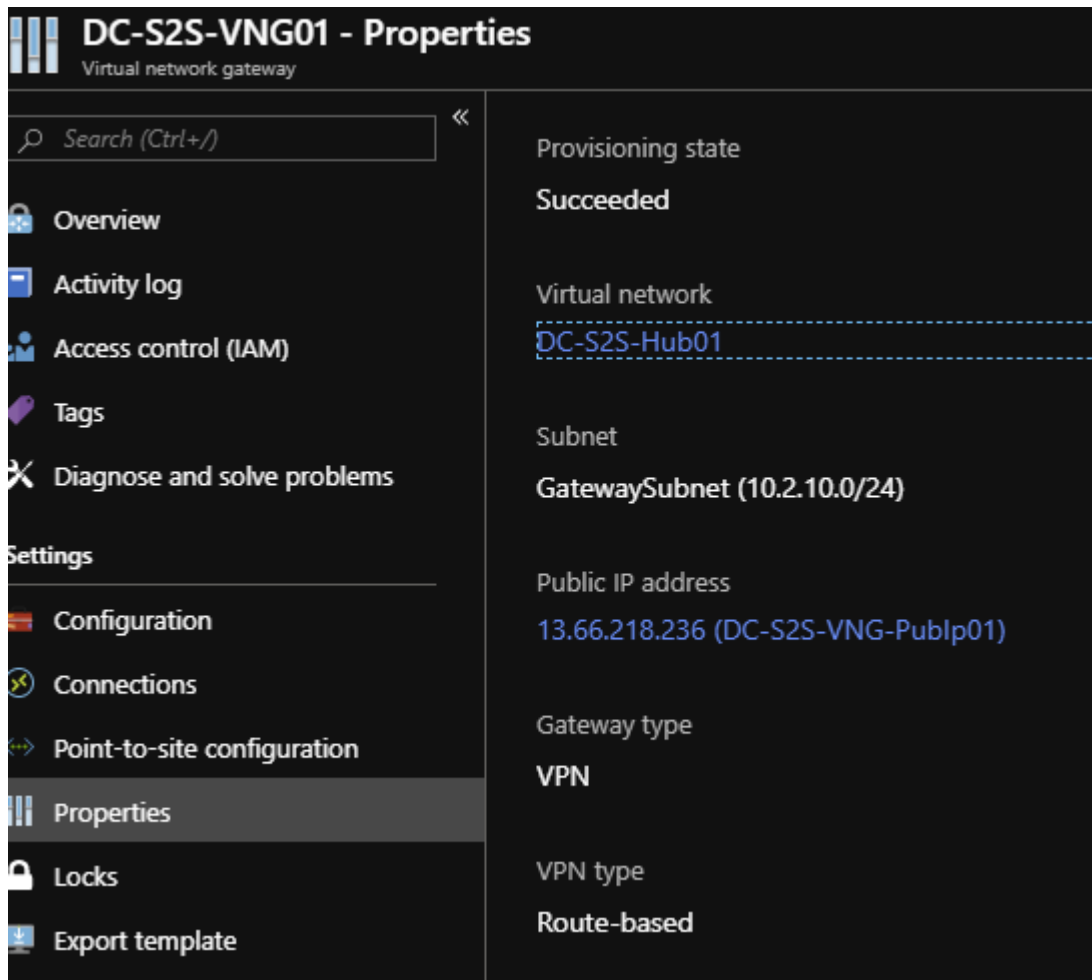 DC-S2S-VNG01 - Properties
Virtual network gateway
Search (Ctrl+/)
«
Overview
Activity log
Access control (IAM)
Tags
Diagnose and solve problems
Settings
Configuration
Connections
Point-to-site configuration
Properties
Locks
Export template
Provisioning state
Succeeded
Virtual network
DC-S2S-Hub01
Subnet
GatewaySubnet (10.2.10.0/24)
Public IP address
13.66.218.236 (DC-S2S-VNG-PubIp01)
Gateway type
VPN
VPN type
Route-based